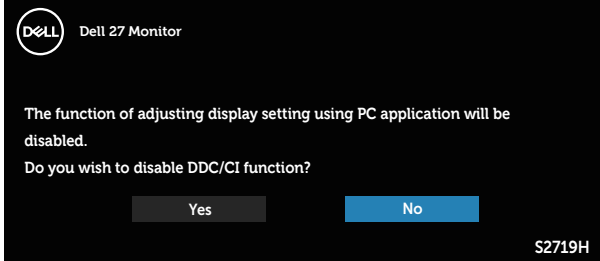 DELL
Dell 27 Monitor
The function of adjusting display setting using PC application will be
disabled.
Do you wish to disable DDC/CI function?
Yes No
S2719H